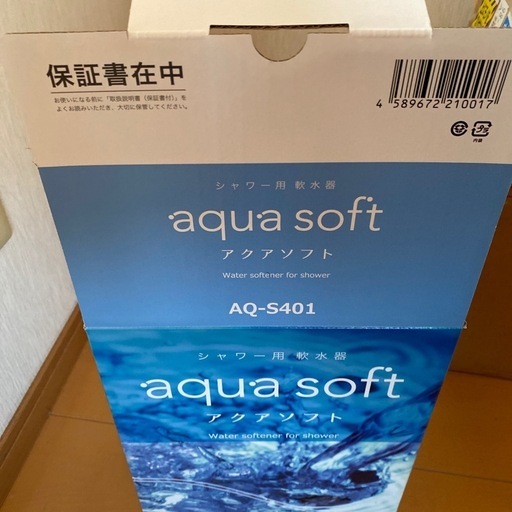 保証書在中
お使いになる前に「取扱説明書(保証書付)」を
よくお読みいただき、大切に保管してください。
4 589672 210017
プラ
内袋
シャワー用 軟水器
aqua soft
アクアソフト
Water softener for shower
AQ-S401
シャワー用 軟水器
aqua soft
アクアソフト
Water softener for shower